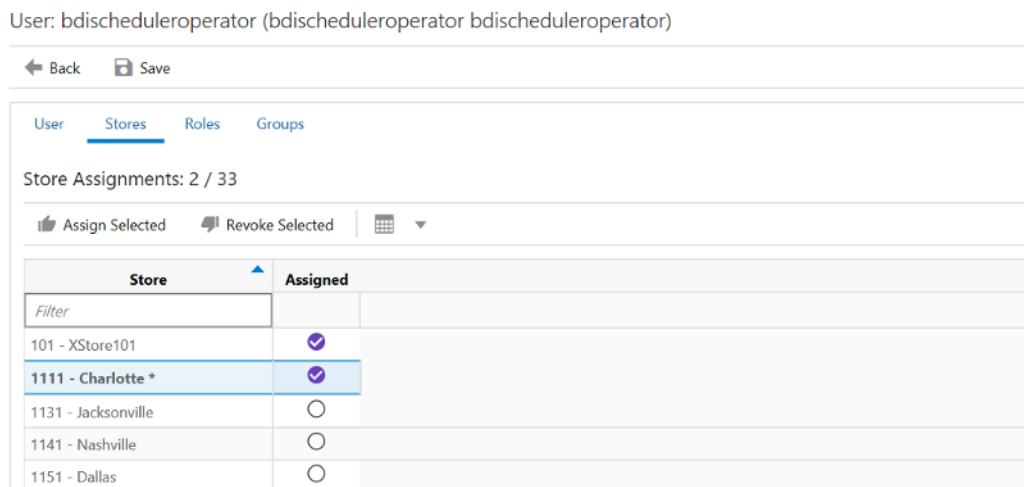 User: bdischeduleroperator (bdischeduleroperator bdischeduleroperator)
Back Save
User Stores Roles Groups
Store Assignments: 2 / 33
Assign Selected Revoke Selected
Store Assigned
Filter
101 - XStore101
1111 - Charlotte *
1131 - Jacksonville
1141 - Nashville
1151 - Dallas